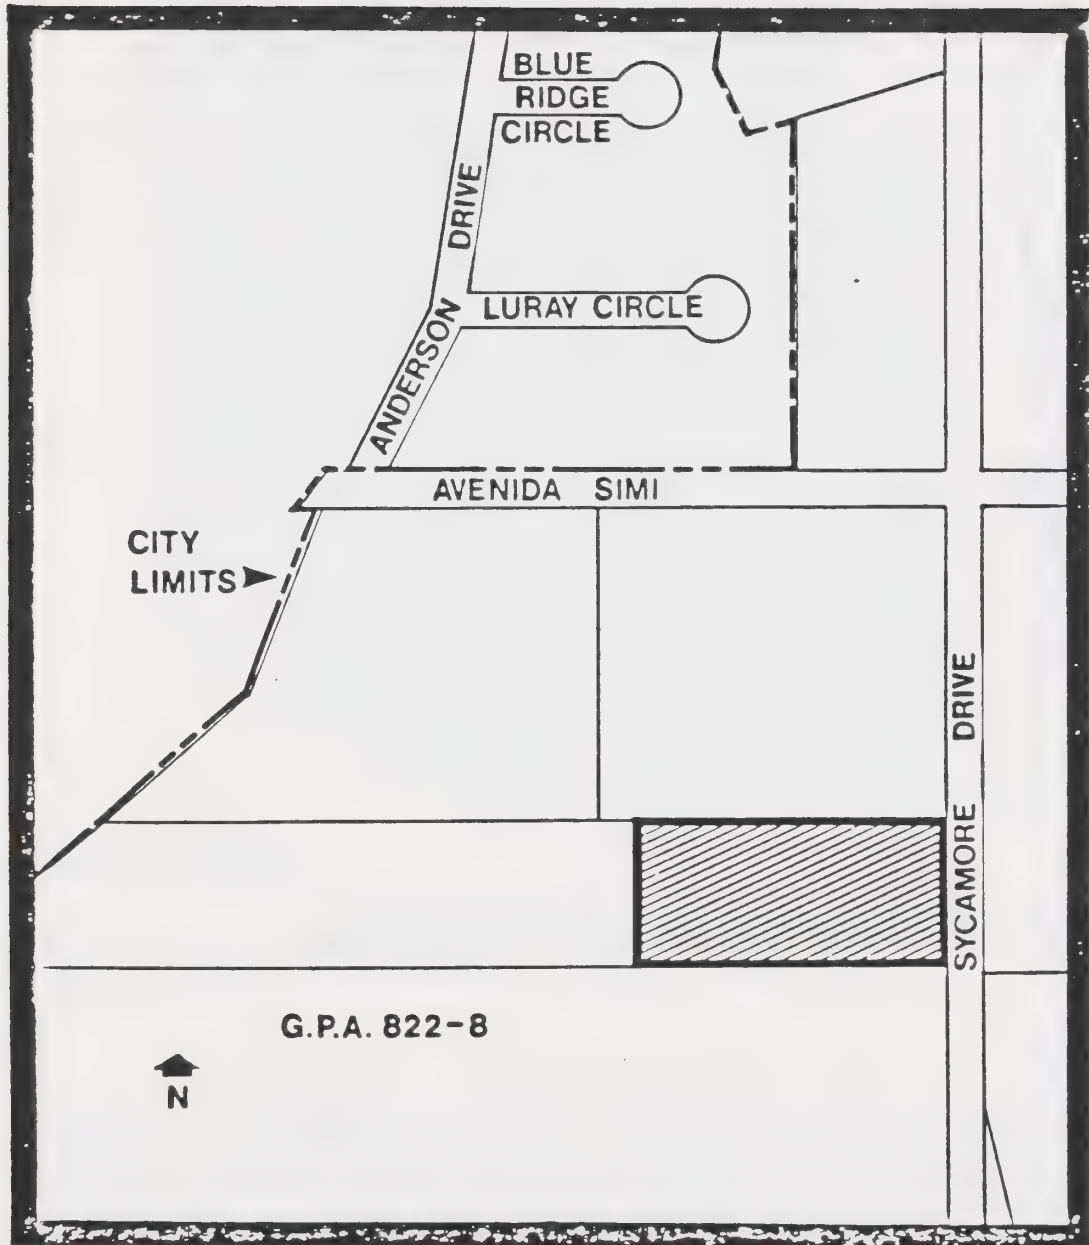 BLUE
RIDGE
CIRCLE
ANDERSON DRIVE
LURAY CIRCLE
AVENIDA SIMI
CITY
LIMITS
SYCAMORE DRIVE
G.P.A. 822-8
N